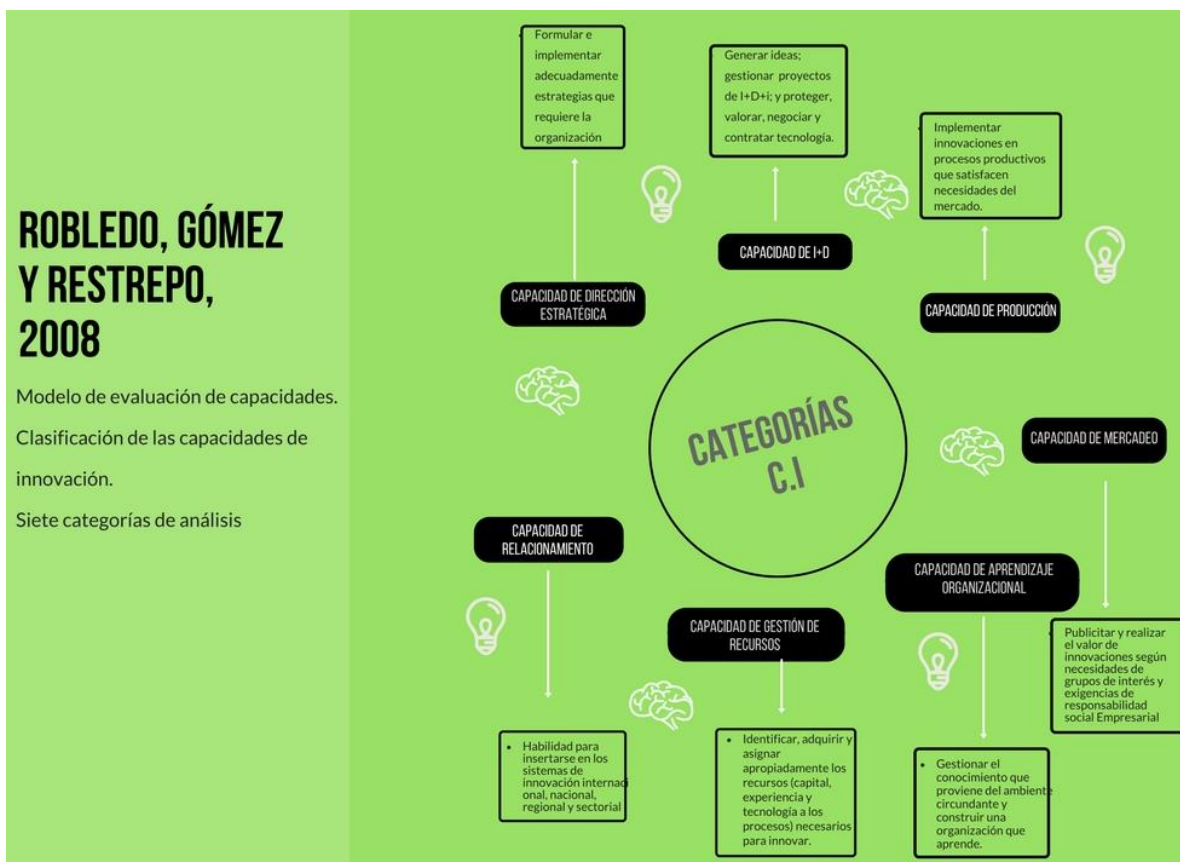 ROBLEDO, GÓMEZ
Y RESTREPO,
2008
Modelo de evaluación de capacidades.
Clasificación de las capacidades de
innovación.
Siete categorías de análisis
Formular e
implementar
adecuadamente
estrategias que
requiere la
organización
CAPACIDAD DE DIRECCIÓN
ESTRATÉGICA
Generar ideas;
gestionar proyectos
de I+D+i; y proteger,
valorar, negociar y
contratar tecnología.
CAPACIDAD DE I+D
Implementar
innovaciones en
procesos productivos
que satisfacen
necesidades del
mercado.
CAPACIDAD DE PRODUCCIÓN
CATEGORÍAS
C.I
CAPACIDAD DE MERCADEO
Publicitar y realizar
el valor de
innovaciones según
necesidades de
grupos de interés y
exigencias de
responsabilidad
social Empresarial
CAPACIDAD DE APRENDIZAJE
ORGANIZACIONAL
• Gestionar el
conocimiento que
proviene del ambiente
circundante y
construir una
organización que
aprende.
CAPACIDAD DE GESTIÓN DE
RECURSOS
• Identificar, adquirir y
asignar
apropiadamente los
recursos (capital,
experiencia y
tecnología a los
procesos) necesarios
para innovar.
CAPACIDAD DE
RELACIONAMIENTO
• Habilidad para
insertarse en los
sistemas de
innovación internaci
onal, nacional,
regional y sectorial